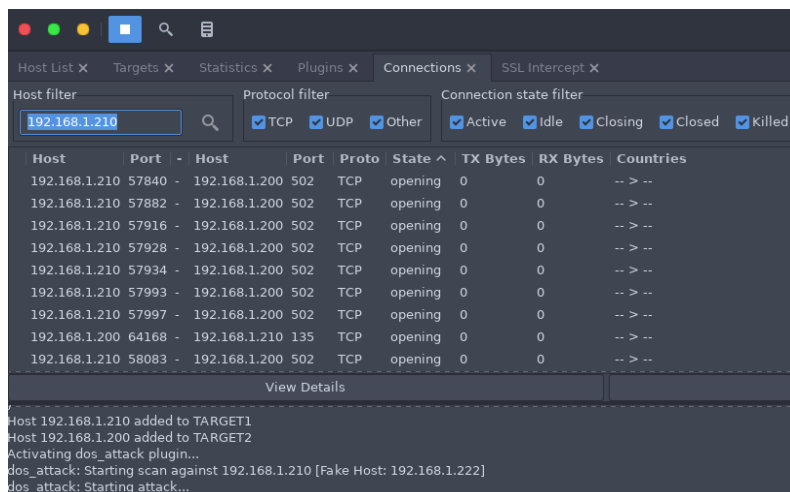 Host List × Targets × Statistics × Plugins × Connections × SSL Intercept ×
Host filter Protocol filter Connection state filter
192.168.1.210 TCP UDP Other Active Idle Closing Closed Killed
Host Port - Host Port Proto State TX Bytes RX Bytes Countries
192.168.1.210 57840 - 192.168.1.200 502 TCP opening 0 0 -- > --
192.168.1.210 57882 - 192.168.1.200 502 TCP opening 0 0 -- > --
192.168.1.210 57916 - 192.168.1.200 502 TCP opening 0 0 -- > --
192.168.1.210 57928 - 192.168.1.200 502 TCP opening 0 0 -- > --
192.168.1.210 57934 - 192.168.1.200 502 TCP opening 0 0 -- > --
192.168.1.210 57993 - 192.168.1.200 502 TCP opening 0 0 -- > --
192.168.1.210 57997 - 192.168.1.200 502 TCP opening 0 0 -- > --
192.168.1.200 64168 - 192.168.1.210 135 TCP opening 0 0 -- > --
192.168.1.210 58083 - 192.168.1.200 502 TCP opening 0 0 -- > --
View Details
Host 192.168.1.210 added to TARGET1
Host 192.168.1.200 added to TARGET2
Activating dos_attack plugin...
dos_attack: Starting scan against 192.168.1.210 [Fake Host: 192.168.1.222]
dos_attack: Starting attack...